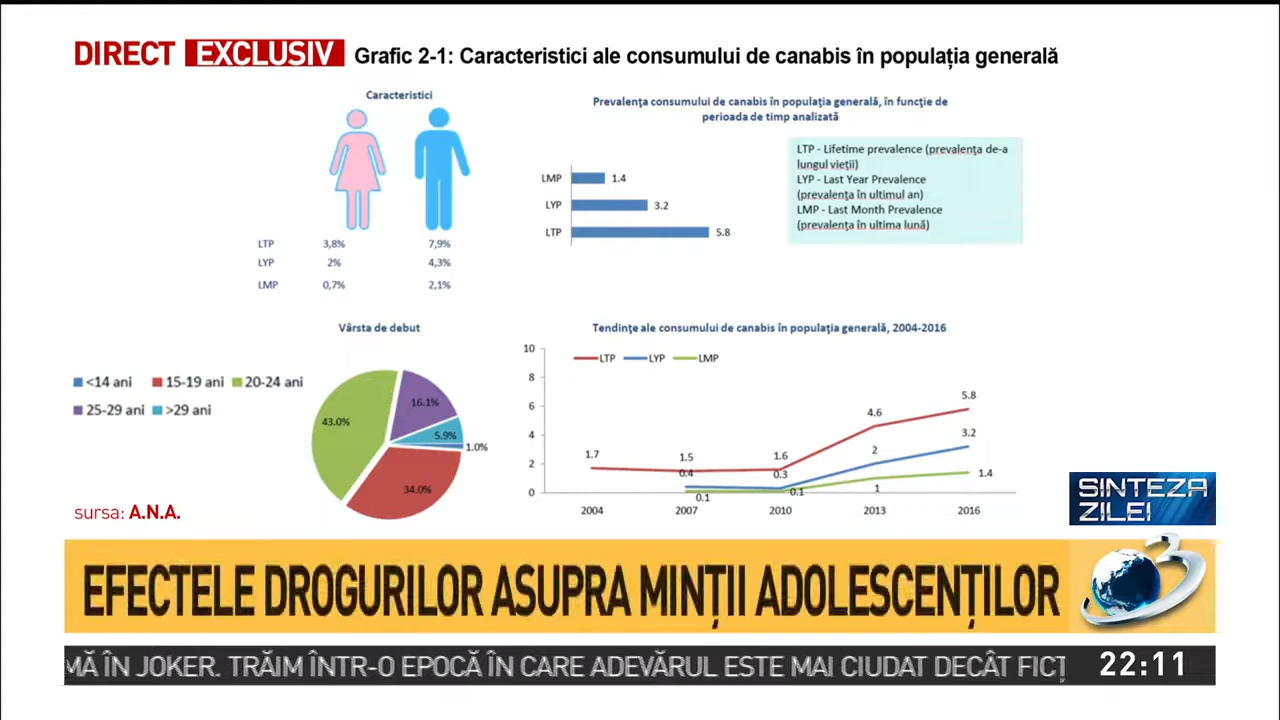 DIRECT EXCLUSIV Grafic 2-1: Caracteristici ale consumului de canabis în populația generală
Caracteristici
LTP 3,8% 7,9%
LYP 2% 4,3%
LMP 0,7% 2,1%
Prevalența consumului de canabis în populația generală, în funcție de
perioada de timp analizată
LMP 1.4
LYP 3.2
LTP 5.8
LTP - Lifetime prevalence (prevalența de-a
lungul vieții)
LYP - Last Year Prevalence
(prevalența în ultimul an)
LMP - Last Month Prevalence
(prevalența în ultima lună)
Vârsta de debut
<14 ani 15-19 ani 20-24 ani
25-29 ani >29 ani
16.1%
43.0%
5.9%
1.0%
34.0%
Tendințe ale consumului de canabis în populația generală, 2004-2016
LTP LYP LMP
10
8
6
4
2
0
1.7 1.5 1.6 4.6 5.8
0.4 0.3 2 3.2
0.1 0.1 1 1.4
2004 2007 2010 2013 2016
sursa: A.N.A.
SINTEZA
ZILEI
EFECTELE DROGURILOR ASUPRA MINȚII ADOLESCENȚILOR
3
MĂ ÎN JOKER. TRĂIM ÎNTR-O EPOCĂ ÎN CARE ADEVĂRUL ESTE MAI CIUDAT DECÂT FICȚ 22:11